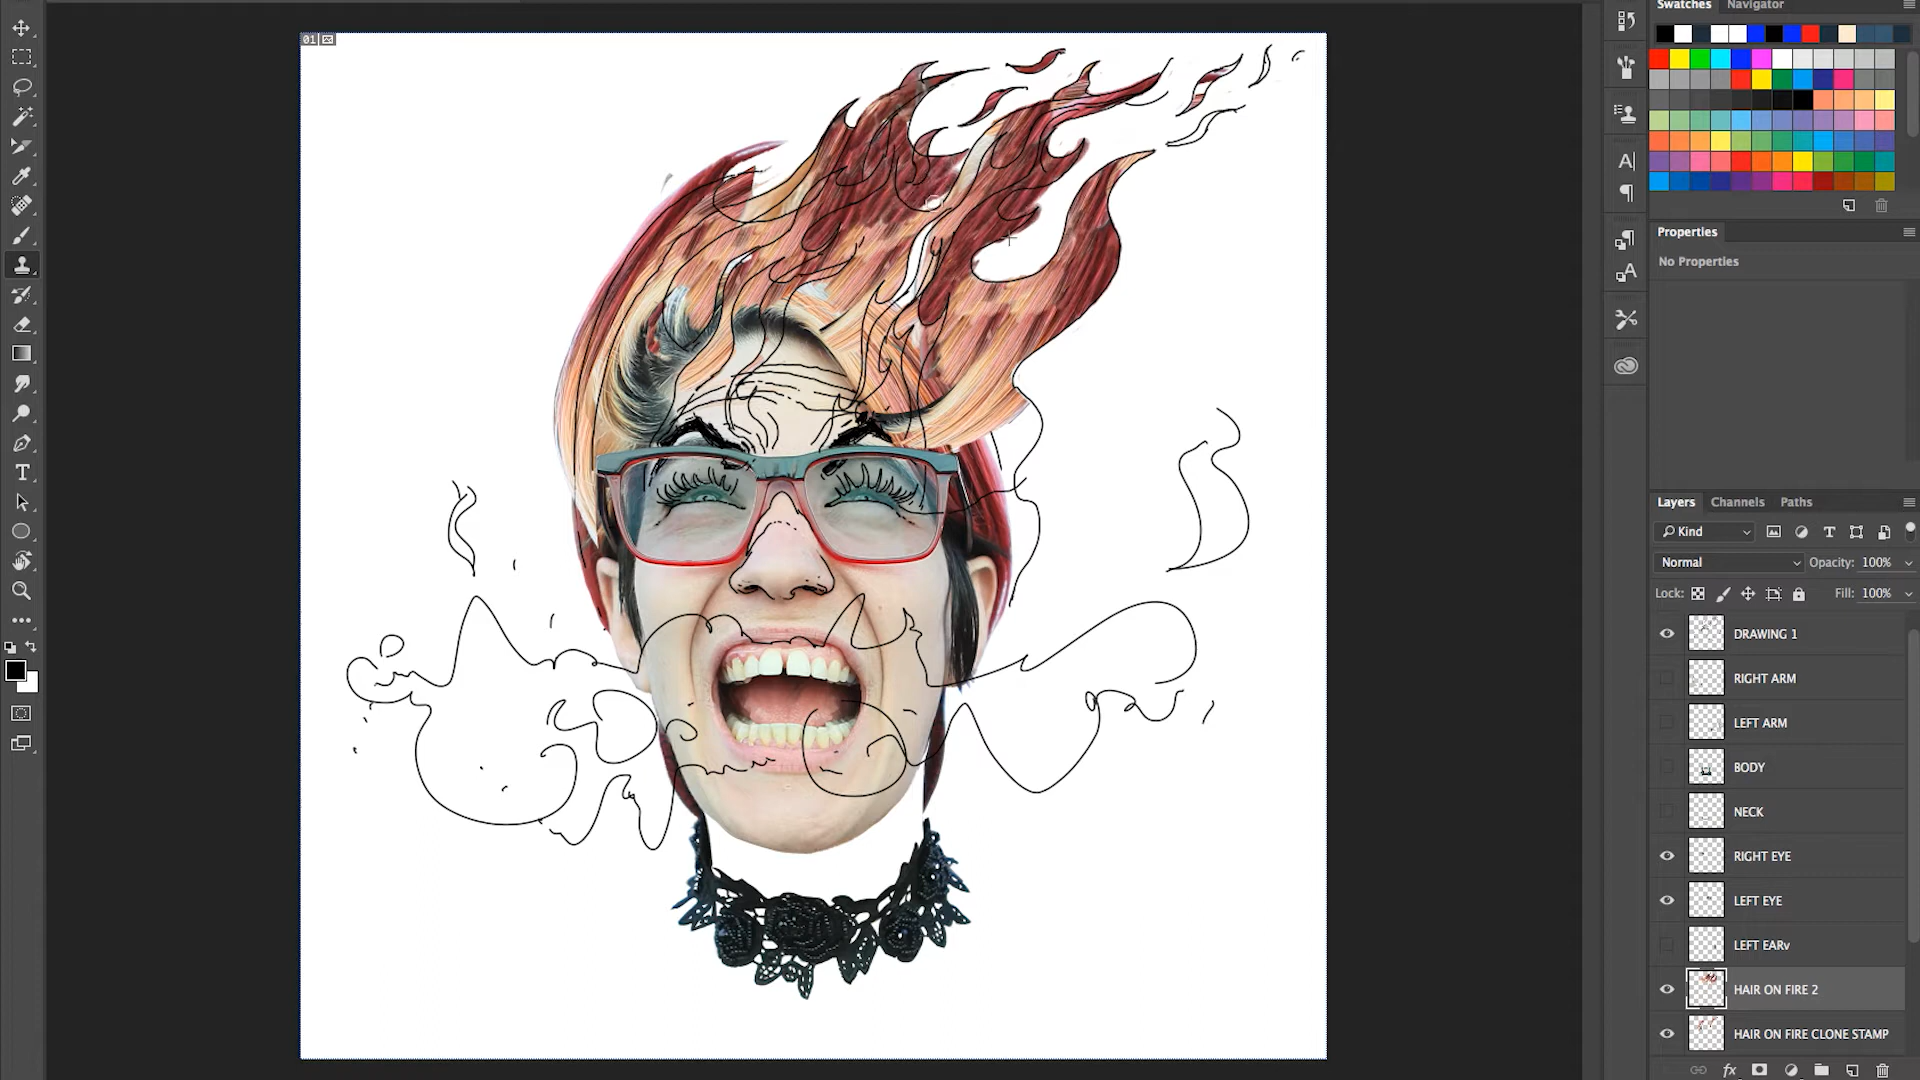 Swatches Navigator
01
Properties
No Properties
Layers Channels Paths
Kind
Normal Opacity: 100%
Lock: Fill: 100%
DRAWING 1
RIGHT ARM
LEFT ARM
BODY
NECK
RIGHT EYE
LEFT EYE
LEFT EARv
HAIR ON FIRE 2
HAIR ON FIRE CLONE STAMP
fx